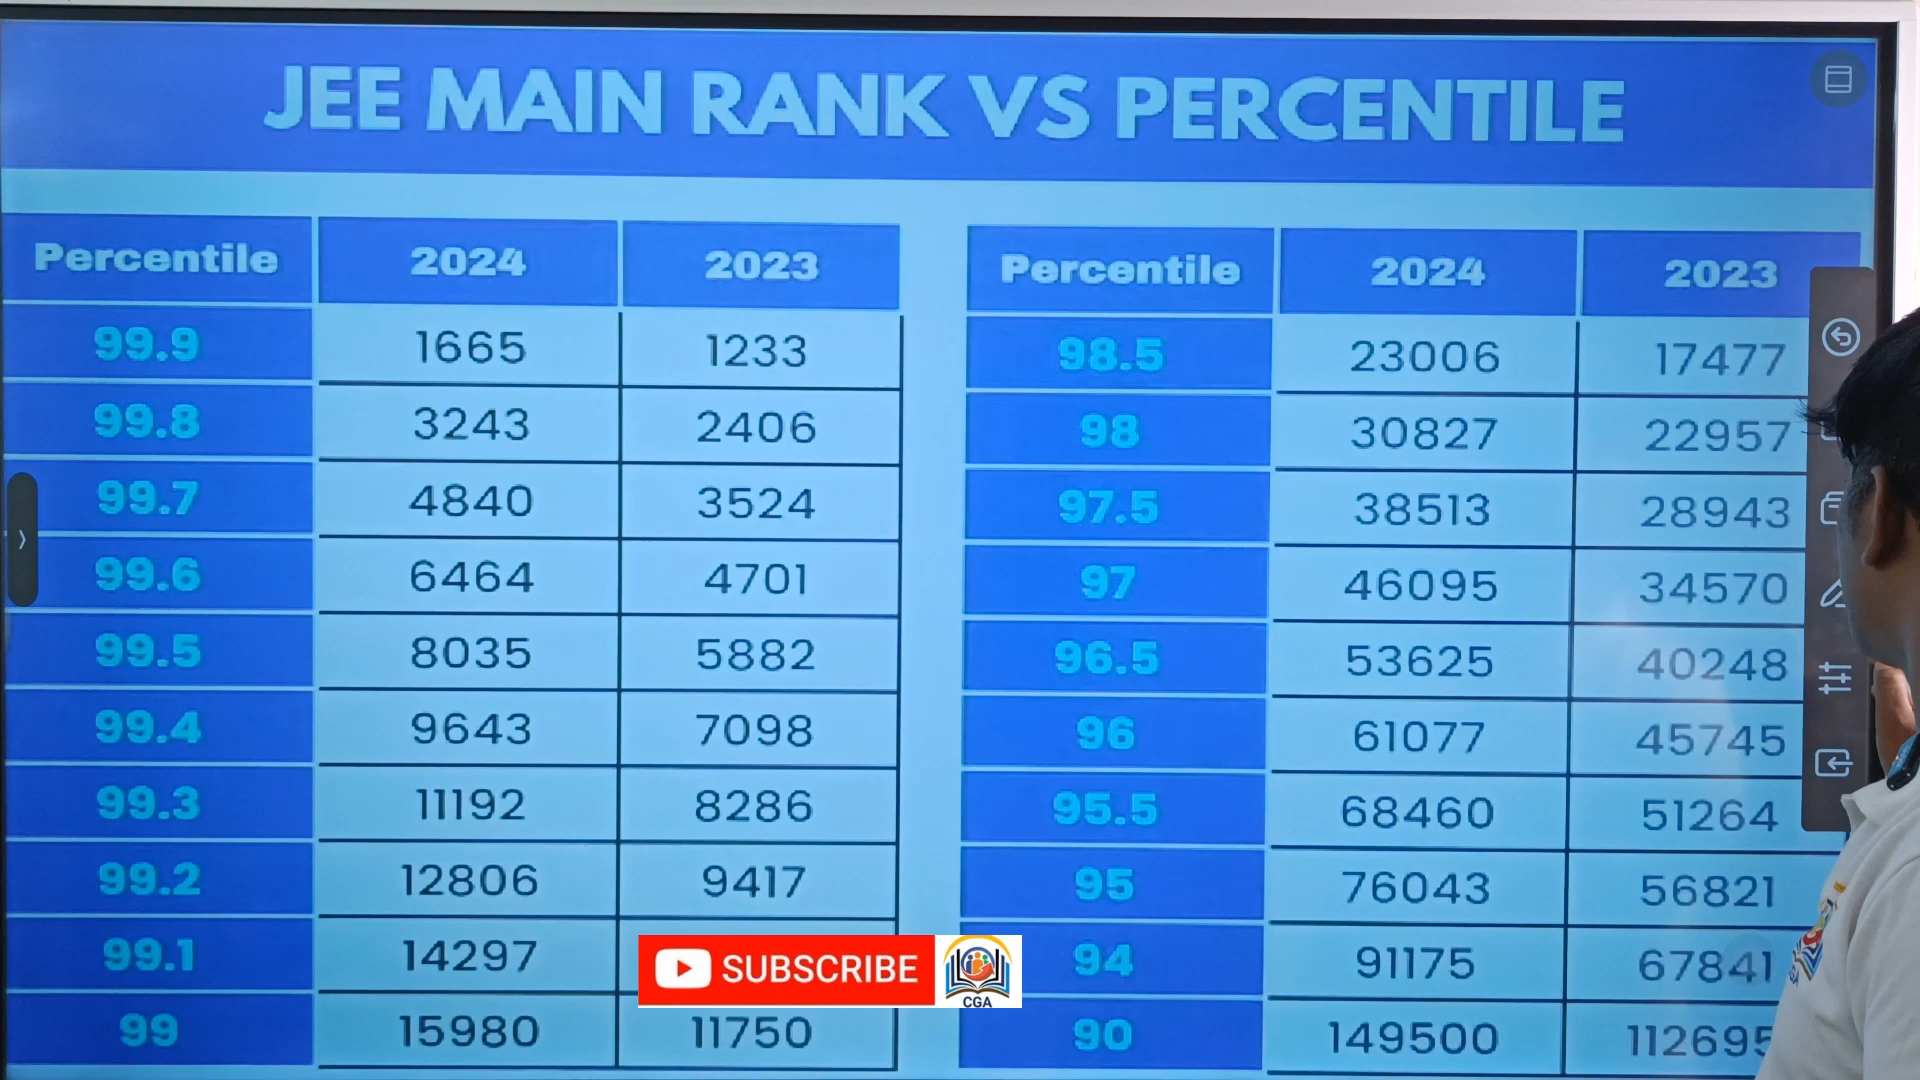 JEE MAIN RANK VS PERCENTILE
Percentile 2024 2023
99.9 1665 1233
99.8 3243 2406
99.7 4840 3524
99.6 6464 4701
99.5 8035 5882
99.4 9643 7098
99.3 11192 8286
99.2 12806 9417
99.1 14297
99 15980 11750
Percentile 2024 2023
98.5 23006 17477
98 30827 22957
97.5 38513 28943
97 46095 34570
96.5 53625 40248
96 61077 45745
95.5 68460 51264
95 76043 56821
94 91175 67841
90 149500 112695
SUBSCRIBE
CGA